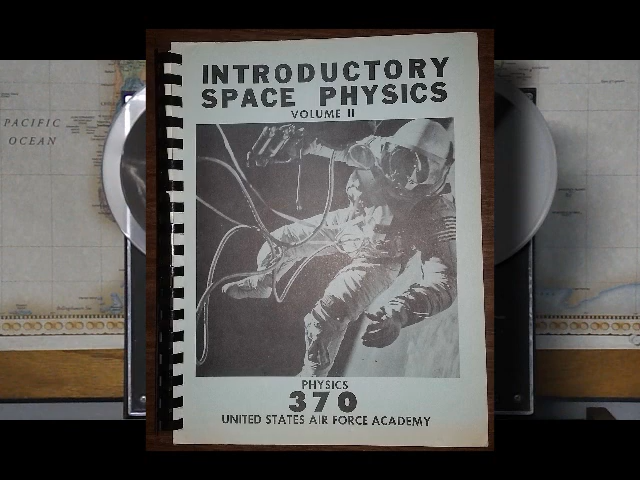 INTRODUCTORY
SPACE PHYSICS
VOLUME II
PACIFIC
OCEAN
PHYSICS
370
UNITED STATES AIR FORCE ACADEMY